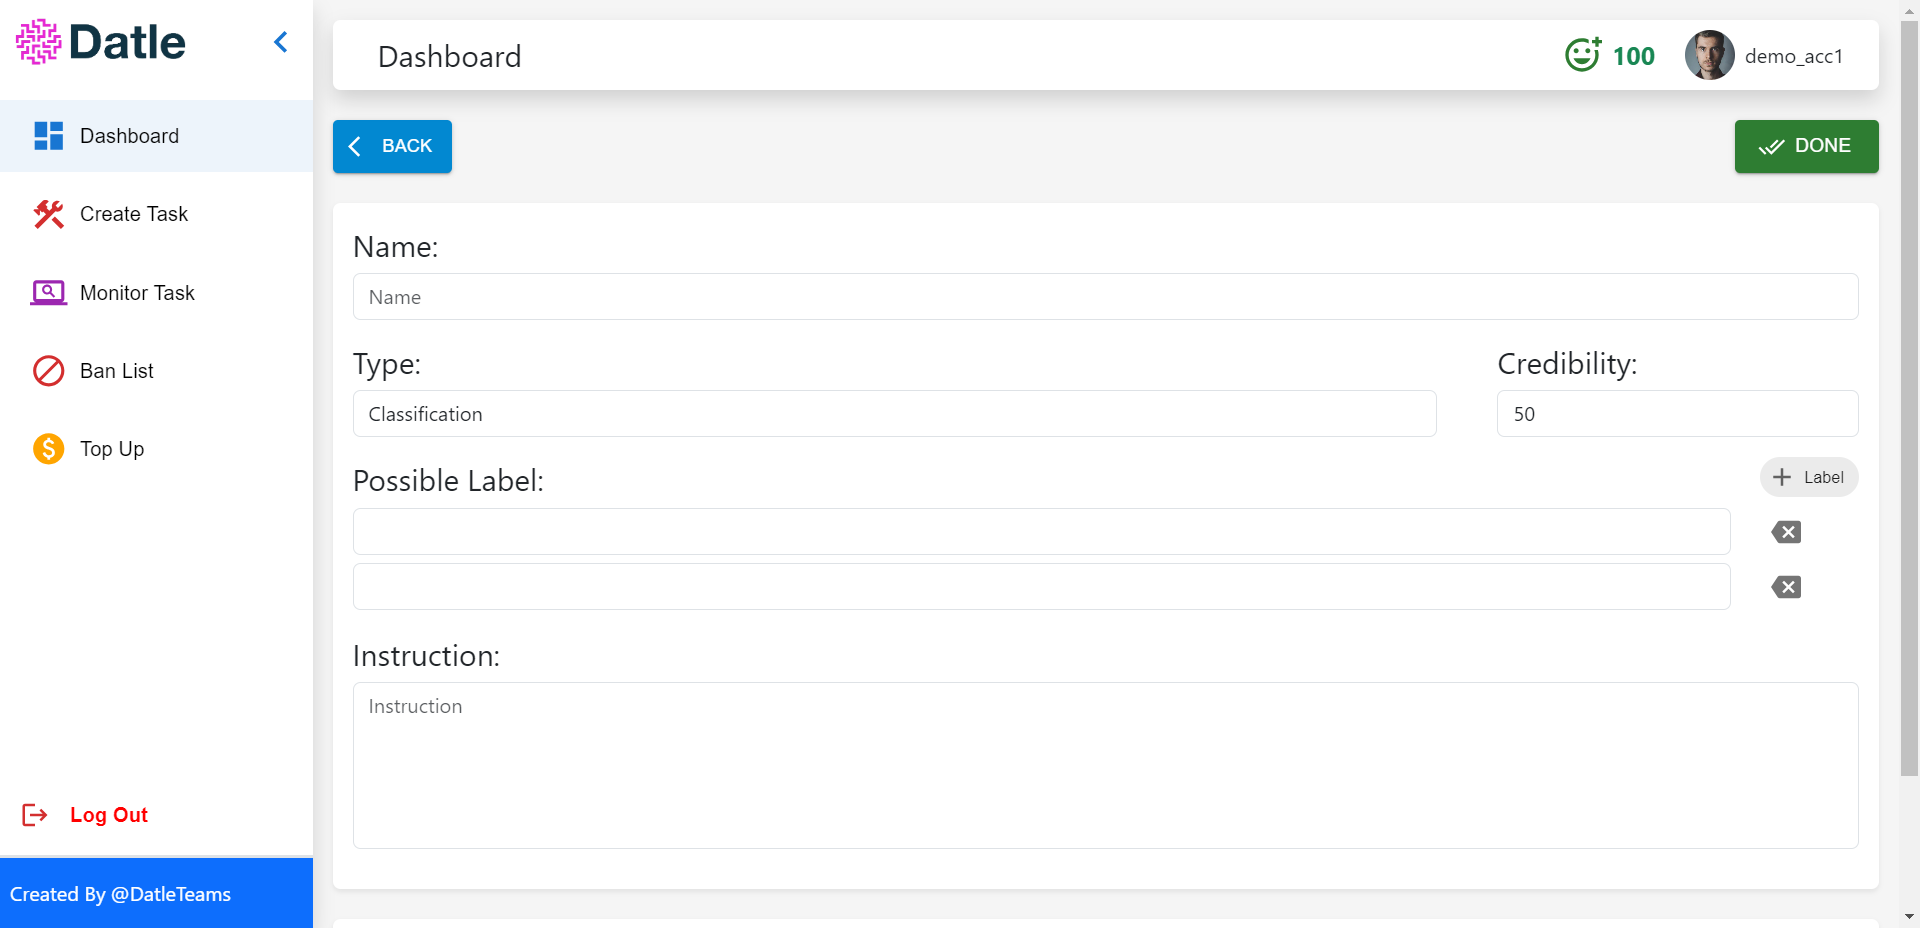 Datle
Dashboard
100
demo_acc1
Dashboard
Create Task
Monitor Task
Ban List
Top Up
Log Out
Created By @DatleTeams
BACK
DONE
Name:
Name
Type:
Credibility:
Classification
50
Possible Label:
Label
Instruction:
Instruction